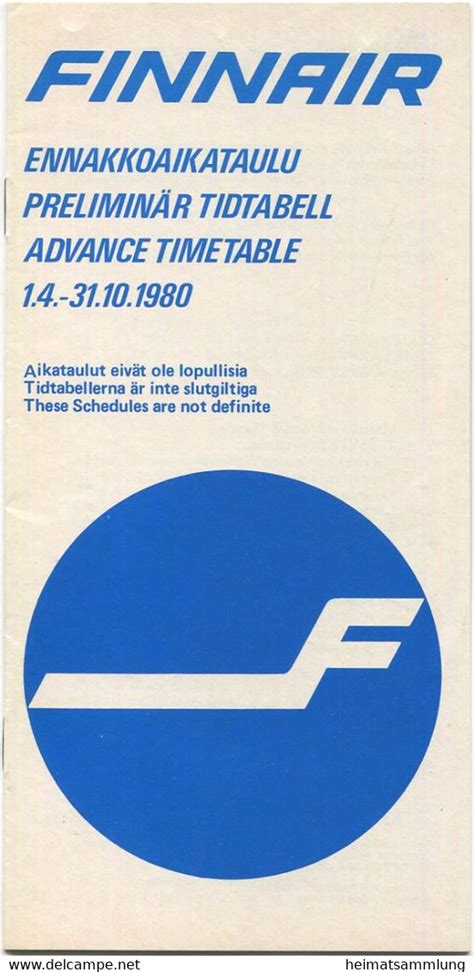 FINNAIR
ENNAKKOAIKATAULU
PRELIMINÄR TIDTABELL
ADVANCE TIMETABLE
1.4.-31.10.1980
Aikataulut eivät ole lopullisia
Tidtabellerna är inte slutgiltiga
These Schedules are not definite
F
www.delcampe.net
heimatsammlung